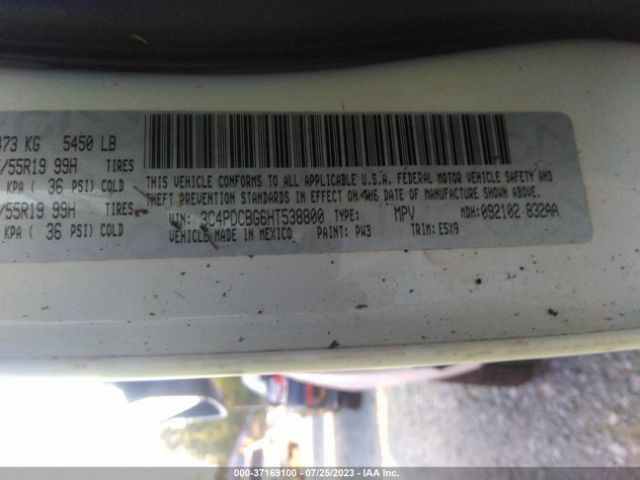 473 KG 5450 LB
/55R19 99H TIRES
KPA ( 36 PSI) COLD
/55R19 99H TIRES
KPA ( 36 PSI) COLD
THIS VEHICLE CONFORMS TO ALL APPLICABLE U.S.A. FEDERAL MOTOR VEHICLE SAFETY AND
THEFT PREVENTION STANDARDS IN EFFECT ON THE DATE OF MANUFACTURE SHOWN ABOVE.
VIN: 3C4PDCBG6HT538800 TYPE: MPV MDH: 092102 832AA
VEHICLE MADE IN MEXICO PAINT: PW3 TRIM: E5X9
000-37169100 | 07/25/2023 - IAA Inc.